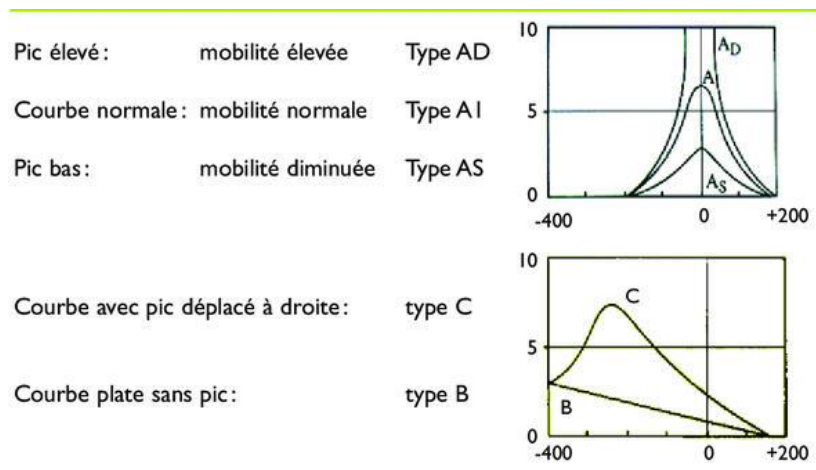 Pic élevé : mobilité élevée Type AD
Courbe normale : mobilité normale Type A1
Pic bas : mobilité diminuée Type AS
10
5
0
-400 0 +200
A_D
A
A_S
Courbe avec pic déplacé à droite : type C
Courbe plate sans pic : type B
10
5
0
-400 0 +200
C
B